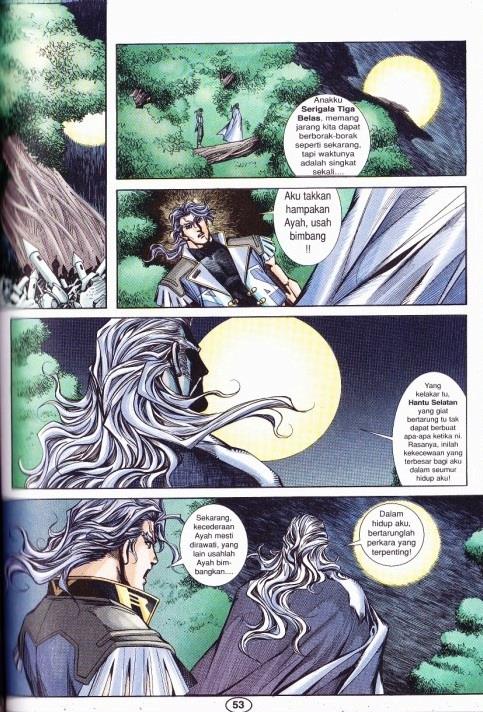 Anakku
Serigala Tiga
Belas, memang
jarang kita dapat
berborak-borak
seperti sekarang,
tapi waktunya
adalah singkat
sekali....
Aku takkan
hampakan
Ayah, usah
bimbang
!!
Yang
kelakar tu,
Hantu Selatan
yang giat
bertarung tu tak
dapat berbuat
apa-apa ketika ni.
Rasanya, inilah
kekecewaan yang
terbesar bagi aku
dalam seumur
hidup aku!
Sekarang,
kecederaan
Ayah mesti
dirawati, yang
lain usahlah
Ayah bim-
bangkan....
Dalam
hidup aku,
bertarunglah
perkara yang
terpenting!
53